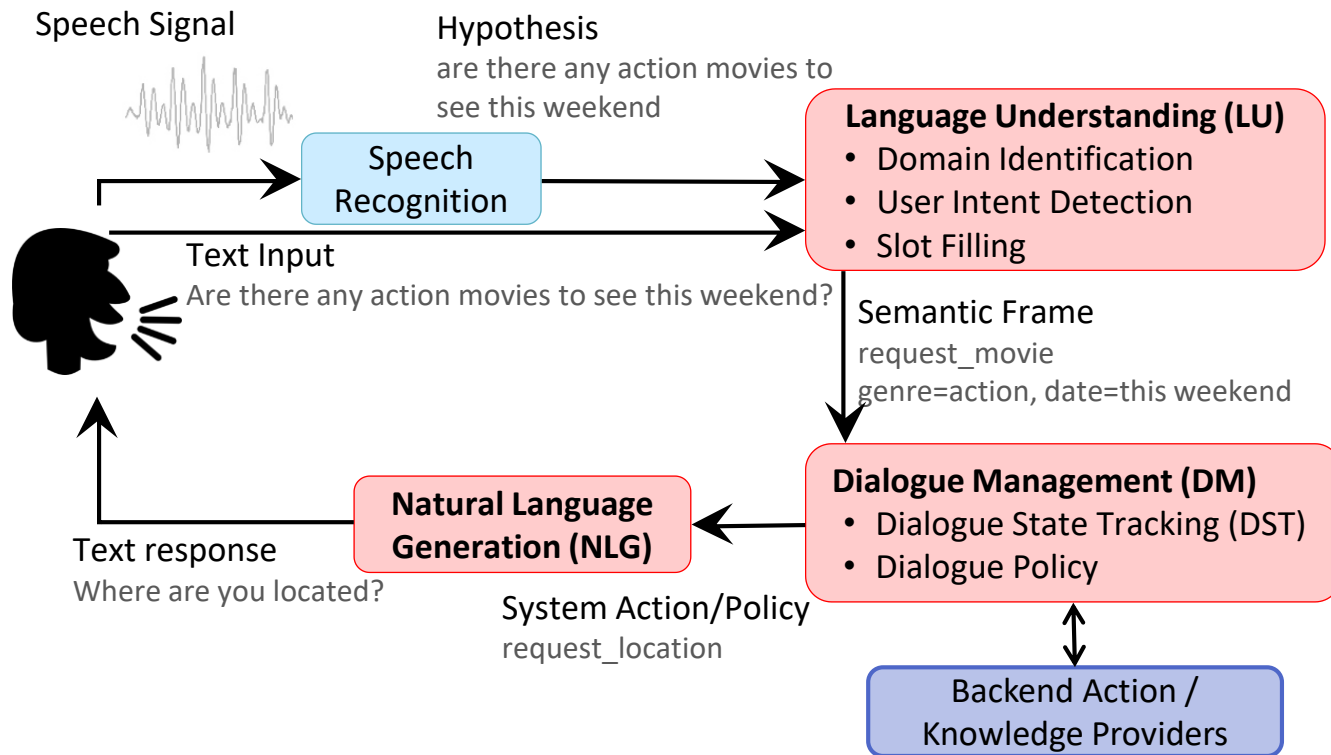 Speech Signal
Hypothesis
are there any action movies to
see this weekend
Speech
Recognition
Language Understanding (LU)
• Domain Identification
• User Intent Detection
• Slot Filling
Text Input
Are there any action movies to see this weekend?
Semantic Frame
request_movie
genre=action, date=this weekend
Dialogue Management (DM)
• Dialogue State Tracking (DST)
• Dialogue Policy
Natural Language
Generation (NLG)
Text response
Where are you located?
System Action/Policy
request_location
Backend Action /
Knowledge Providers